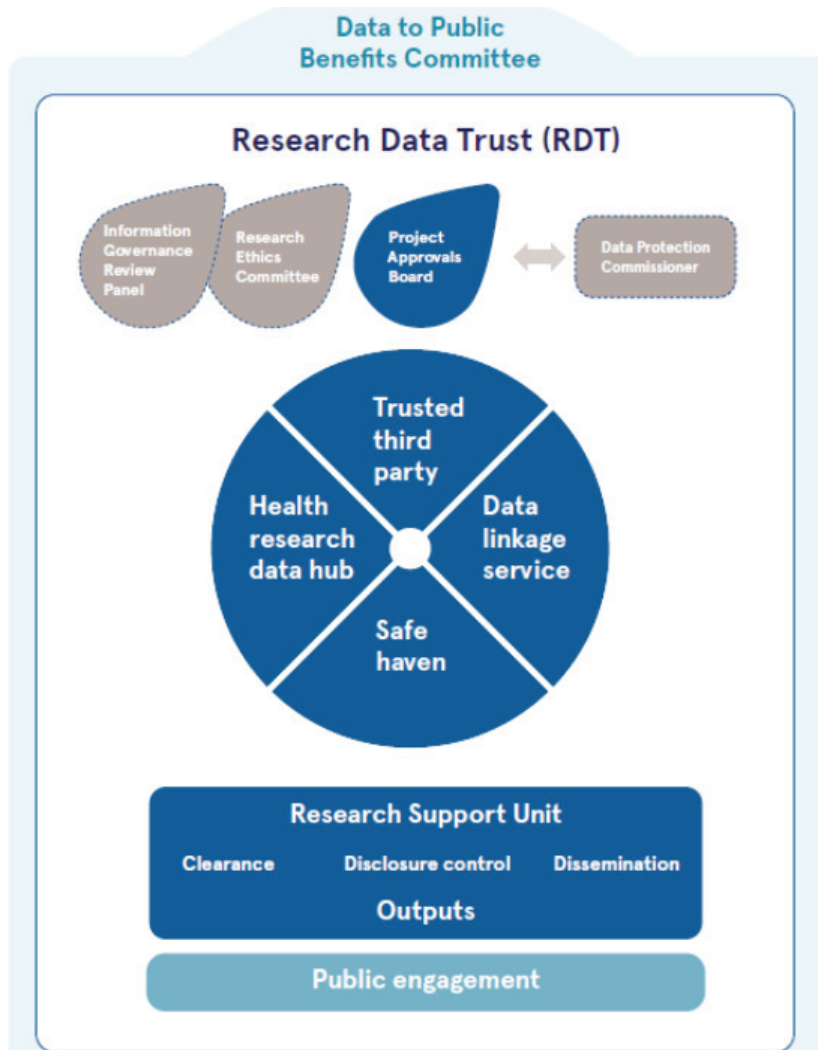 Data to Public
Benefits Committee
Research Data Trust (RDT)
Information
Governance
Review
Panel
Research
Ethics
Committee
Project
Approvals
Board
Data Protection
Commissioner
Trusted
third
party
Health
research
data hub
Data
linkage
service
Safe
haven
Research Support Unit
Clearance Disclosure control Dissemination
Outputs
Public engagement